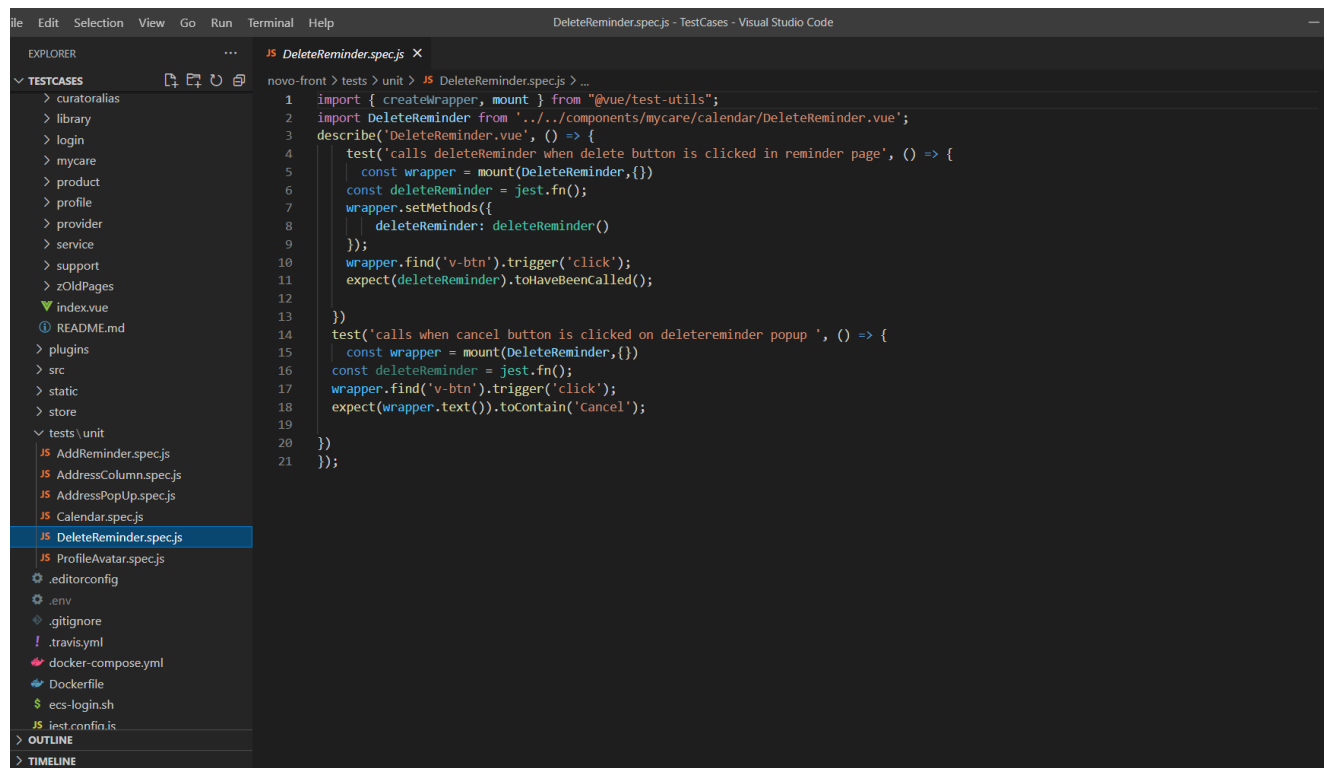 ile Edit Selection View Go Run Terminal Help DeleteReminder.spec.js - TestCases - Visual Studio Code
EXPLORER ···
TESTCASES
curatoralias
library
login
mycare
product
profile
provider
service
support
zOldPages
index.vue
README.md
plugins
src
static
store
tests\unit
JS AddReminder.spec.js
JS AddressColumn.spec.js
JS AddressPopUp.spec.js
JS Calendar.spec.js
JS DeleteReminder.spec.js
JS ProfileAvatar.spec.js
.editorconfig
.env
.gitignore
! .travis.yml
docker-compose.yml
Dockerfile
$ ecs-login.sh
JS jest.config.js
OUTLINE
TIMELINE
JS DeleteReminder.spec.js ×
novo-front > tests > unit > JS DeleteReminder.spec.js > ...
1 import { createWrapper, mount } from "@vue/test-utils";
2 import DeleteReminder from '../../components/mycare/calendar/DeleteReminder.vue';
3 describe('DeleteReminder.vue', () => {
4 test('calls deleteReminder when delete button is clicked in reminder page', () => {
5 const wrapper = mount(DeleteReminder,{})
6 const deleteReminder = jest.fn();
7 wrapper.setMethods({
8 deleteReminder: deleteReminder()
9 });
10 wrapper.find('v-btn').trigger('click');
11 expect(deleteReminder).toHaveBeenCalled();
12
13 })
14 test('calls when cancel button is clicked on deletereminder popup ', () => {
15 const wrapper = mount(DeleteReminder,{})
16 const deleteReminder = jest.fn();
17 wrapper.find('v-btn').trigger('click');
18 expect(wrapper.text()).toContain('Cancel');
19
20 })
21 });